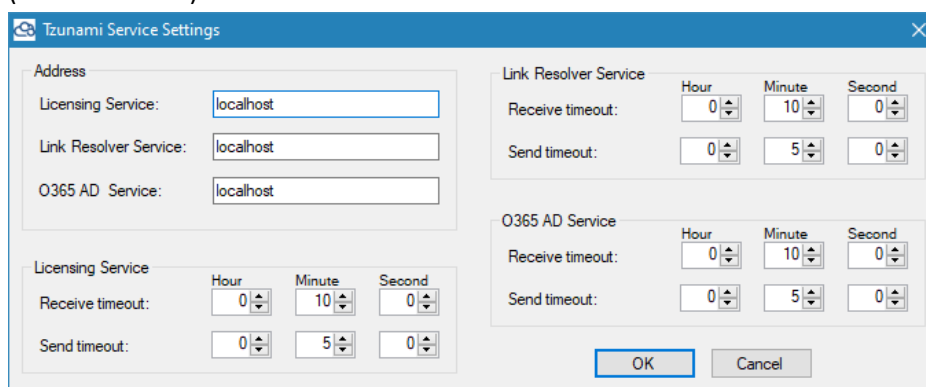 Tzunami Service Settings
Address
Licensing Service: localhost
Link Resolver Service: localhost
O365 AD Service: localhost
Licensing Service
Hour Minute Second
Receive timeout: 0 10 0
Send timeout: 0 5 0
Link Resolver Service
Hour Minute Second
Receive timeout: 0 10 0
Send timeout: 0 5 0
O365 AD Service
Hour Minute Second
Receive timeout: 0 10 0
Send timeout: 0 5 0
OK Cancel